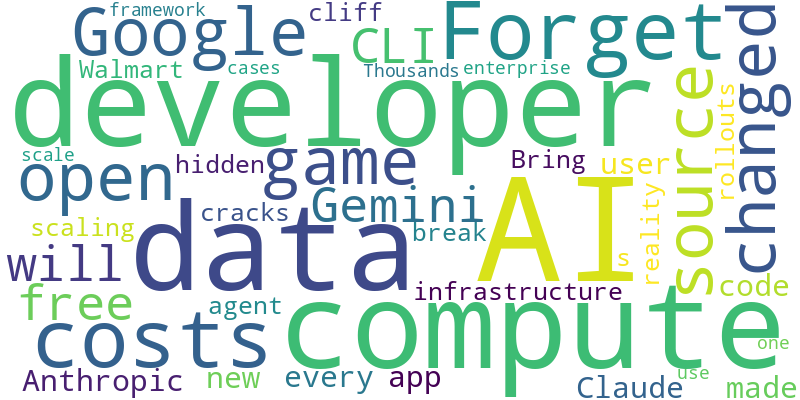 framework
cliff
Google
CLI
Forget
changed
Walmart
cases
Thousands
enterprise
developer
source
rollouts
scale
hidden
game
Bring
user
open
reality
cracks
Gemini
break
AI
s
scaling
data
will
infrastructure
code
free
agent
compute
costs
one
Anthropic
new
every
app
Claude
use
made